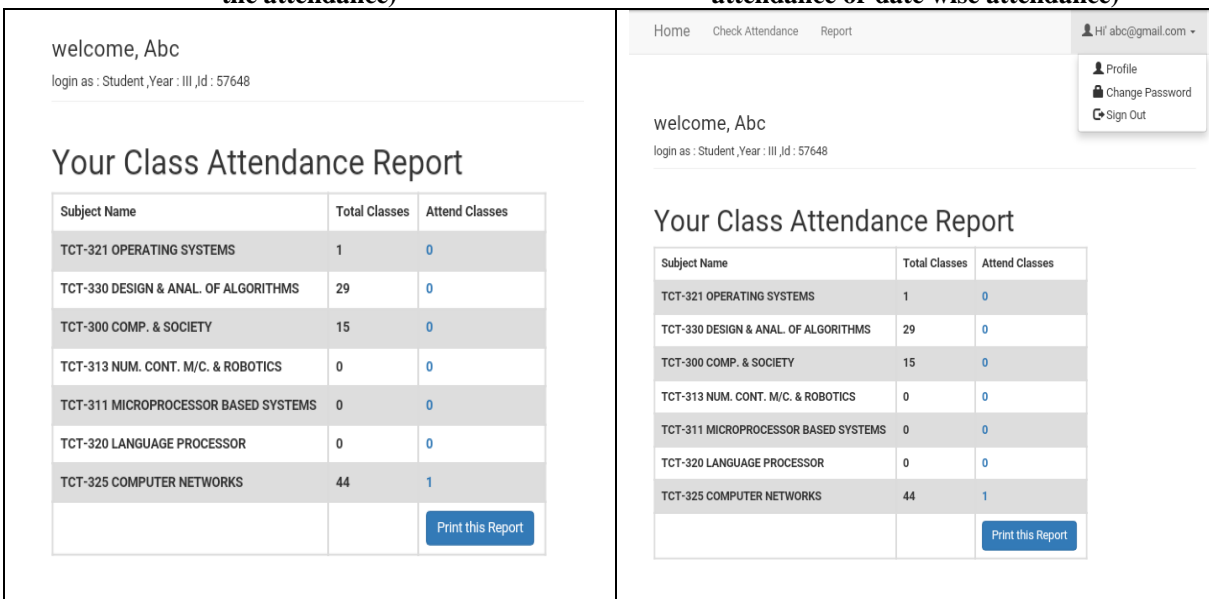 the attendance)
welcome, Abc
login as : Student ,Year : III ,Id : 57648
Your Class Attendance Report
Subject Name Total Classes Attend Classes
TCT-321 OPERATING SYSTEMS 1 0
TCT-330 DESIGN & ANAL. OF ALGORITHMS 29 0
TCT-300 COMP. & SOCIETY 15 0
TCT-313 NUM. CONT. M/C. & ROBOTICS 0 0
TCT-311 MICROPROCESSOR BASED SYSTEMS 0 0
TCT-320 LANGUAGE PROCESSOR 0 0
TCT-325 COMPUTER NETWORKS 44 1
Print this Report
attendance or date wise attendance)
Home Check Attendance Report Hi' abc@gmail.com
Profile
Change Password
Sign Out
welcome, Abc
login as : Student ,Year : III ,Id : 57648
Your Class Attendance Report
Subject Name Total Classes Attend Classes
TCT-321 OPERATING SYSTEMS 1 0
TCT-330 DESIGN & ANAL. OF ALGORITHMS 29 0
TCT-300 COMP. & SOCIETY 15 0
TCT-313 NUM. CONT. M/C. & ROBOTICS 0 0
TCT-311 MICROPROCESSOR BASED SYSTEMS 0 0
TCT-320 LANGUAGE PROCESSOR 0 0
TCT-325 COMPUTER NETWORKS 44 1
Print this Report